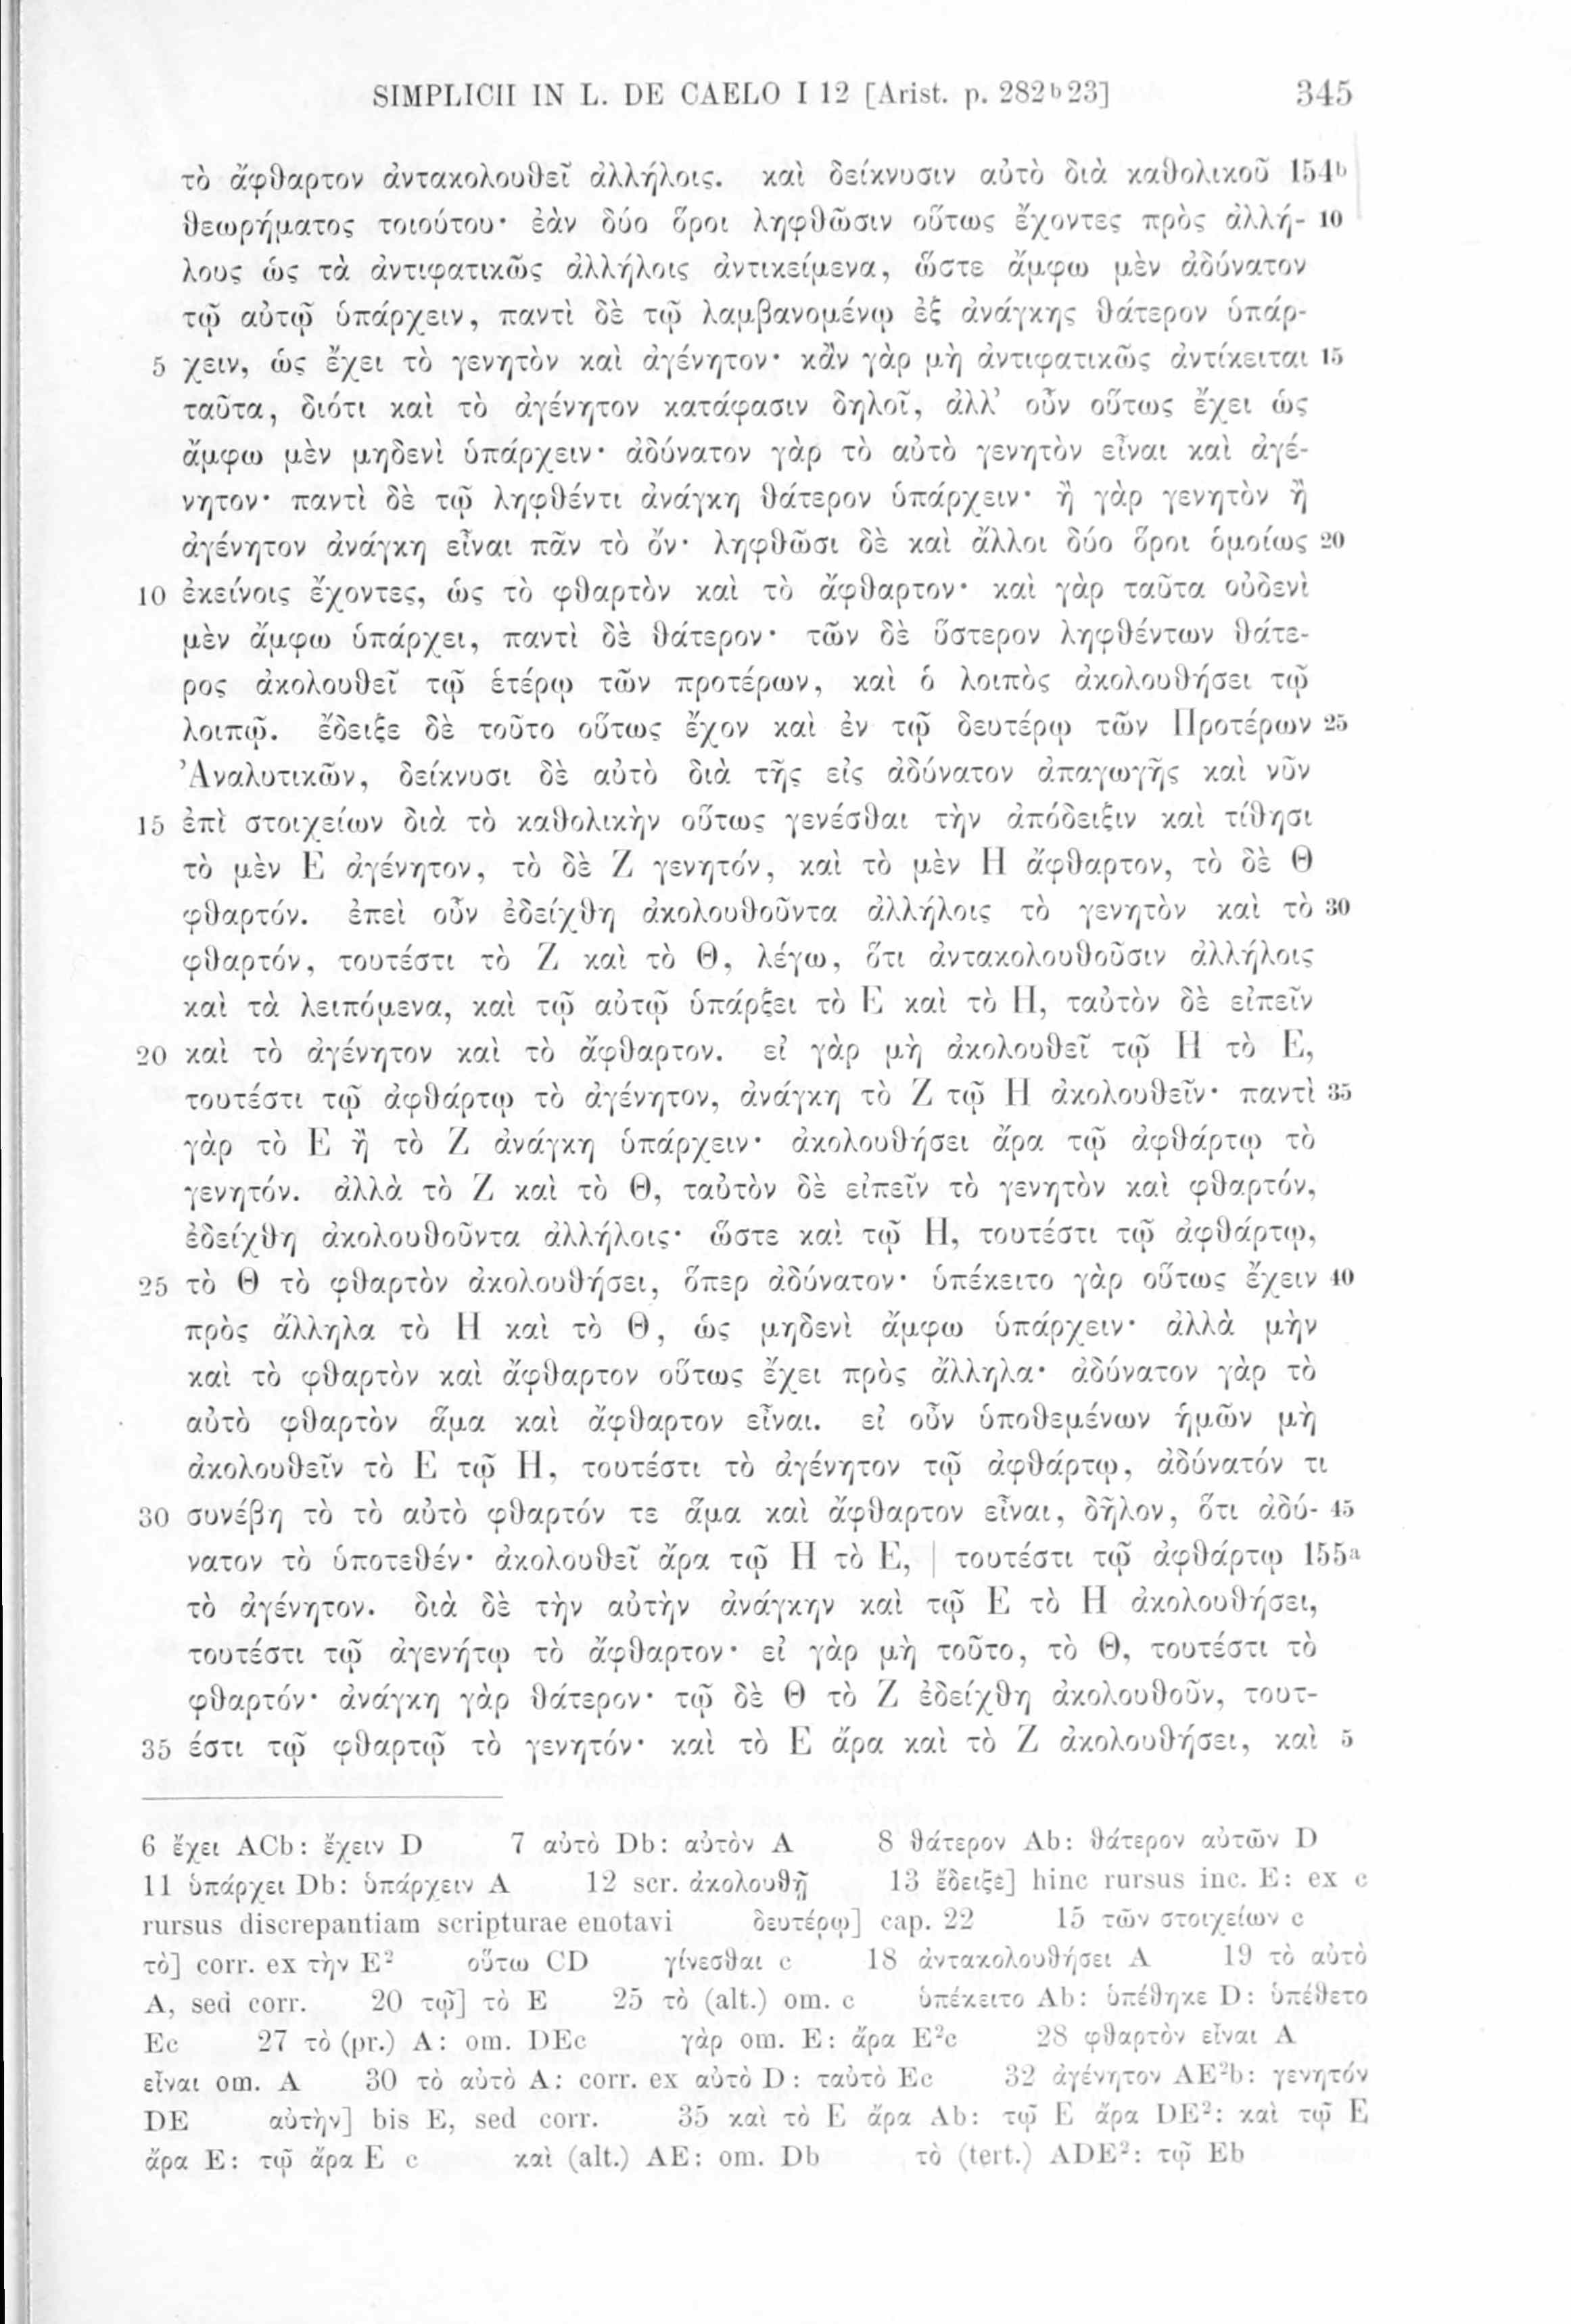 SIMPLICII IN L. DE CAELO I 12 [Arist. p. 282ᵇ23] 345
τὸ ἄφθαρτον ἀντακολουθεῖ ἀλλήλοις. καὶ δείκνυσιν αὐτὸ διὰ καθολικοῦ 154ᵇ
θεωρήματος τοιούτου· ἐὰν δύο ὅροι ληφθῶσιν οὕτως ἔχοντες πρὸς ἀλλή- 10
λους ὡς τὰ ἀντιφατικῶς ἀλλήλοις ἀντικείμενα, ὥστε ἄμφω μὲν ἀδύνατον
τῷ αὐτῷ ὑπάρχειν, παντὶ δὲ τῷ λαμβανομένῳ ἐξ ἀνάγκης θάτερον ὑπάρ-
5 χειν, ὡς ἔχει τὸ γενητὸν καὶ ἀγένητον· κἂν γὰρ μὴ ἀντιφατικῶς ἀντίκειται 15
ταῦτα, διότι καὶ τὸ ἀγένητον κατάφασιν δηλοῖ, ἀλλ’ οὖν οὕτως ἔχει ὡς
ἄμφω μὲν μηδενὶ ὑπάρχειν· ἀδύνατον γὰρ τὸ αὐτὸ γενητὸν εἶναι καὶ ἀγέ-
νητον· παντὶ δὲ τῷ ληφθέντι ἀνάγκη θάτερον ὑπάρχειν· ἢ γὰρ γενητὸν ἢ
ἀγένητον ἀνάγκη εἶναι πᾶν τὸ ὄν· ληφθῶσι δὲ καὶ ἄλλοι δύο ὅροι ὁμοίως 20
10 ἐκείνοις ἔχοντες, ὡς τὸ φθαρτὸν καὶ τὸ ἄφθαρτον· καὶ γὰρ ταῦτα οὐδενὶ
μὲν ἄμφω ὑπάρχει, παντὶ δὲ θάτερον· τῶν δὲ ὕστερον ληφθέντων θάτε-
ρος ἀκολουθεῖ τῷ ἑτέρῳ τῶν προτέρων, καὶ ὁ λοιπὸς ἀκολουθήσει τῷ
λοιπῷ. ἔδειξε δὲ τοῦτο οὕτως ἔχον καὶ ἐν τῷ δευτέρῳ τῶν Προτέρων 25
Ἀναλυτικῶν, δείκνυσι δὲ αὐτὸ διὰ τῆς εἰς ἀδύνατον ἀπαγωγῆς καὶ νῦν
15 ἐπὶ στοιχείων διὰ τὸ καθολικὴν οὕτως γενέσθαι τὴν ἀπόδειξιν καὶ τίθησι
τὸ μὲν Ε ἀγένητον, τὸ δὲ Ζ γενητόν, καὶ τὸ μὲν Η ἄφθαρτον, τὸ δὲ Θ
φθαρτόν. ἐπεὶ οὖν ἐδείχθη ἀκολουθοῦντα ἀλλήλοις τὸ γενητὸν καὶ τὸ 30
φθαρτόν, τουτέστι τὸ Ζ καὶ τὸ Θ, λέγω, ὅτι ἀντακολουθοῦσιν ἀλλήλοις
καὶ τὰ λειπόμενα, καὶ τῷ αὐτῷ ὑπάρξει τὸ Ε καὶ τὸ Η, ταὐτὸν δὲ εἰπεῖν
20 καὶ τὸ ἀγένητον καὶ τὸ ἄφθαρτον. εἰ γὰρ μὴ ἀκολουθεῖ τῷ Η τὸ Ε,
τουτέστι τῷ ἀφθάρτῳ τὸ ἀγένητον, ἀνάγκη τὸ Ζ τῷ Η ἀκολουθεῖν· παντὶ 35
γὰρ τὸ Ε ἢ τὸ Ζ ἀνάγκη ὑπάρχειν· ἀκολουθήσει ἄρα τῷ ἀφθάρτῳ τὸ
γενητόν. ἀλλὰ τὸ Ζ καὶ τὸ Θ, ταὐτὸν δὲ εἰπεῖν τὸ γενητὸν καὶ φθαρτόν,
ἐδείχθη ἀκολουθοῦντα ἀλλήλοις· ὥστε καὶ τῷ Η, τουτέστι τῷ ἀφθάρτῳ,
25 τὸ Θ τὸ φθαρτὸν ἀκολουθήσει, ὅπερ ἀδύνατον· ὑπέκειτο γὰρ οὕτως ἔχειν 40
πρὸς ἄλληλα τὸ Η καὶ τὸ Θ, ὡς μηδενὶ ἄμφω ὑπάρχειν· ἀλλὰ μὴν
καὶ τὸ φθαρτὸν καὶ ἄφθαρτον οὕτως ἔχει πρὸς ἄλληλα· ἀδύνατον γὰρ τὸ
αὐτὸ φθαρτὸν ἅμα καὶ ἄφθαρτον εἶναι. εἰ οὖν ὑποθεμένων ἡμῶν μὴ
ἀκολουθεῖν τὸ Ε τῷ Η, τουτέστι τὸ ἀγένητον τῷ ἀφθάρτῳ, ἀδύνατόν τι
30 συνέβη τὸ τὸ αὐτὸ φθαρτόν τε ἅμα καὶ ἄφθαρτον εἶναι, δῆλον, ὅτι ἀδύ- 45
νατον τὸ ὑποτεθέν· ἀκολουθεῖ ἄρα τῷ Η τὸ Ε, | τουτέστι τῷ ἀφθάρτῳ 155ᵃ
τὸ ἀγένητον. διὰ δὲ τὴν αὐτὴν ἀνάγκην καὶ τῷ Ε τὸ Η ἀκολουθήσει,
τουτέστι τῷ ἀγενήτῳ τὸ ἄφθαρτον· εἰ γὰρ μὴ τοῦτο, τὸ Θ, τουτέστι τὸ
φθαρτόν· ἀνάγκη γὰρ θάτερον· τῷ δὲ Θ τὸ Ζ ἐδείχθη ἀκολουθοῦν, τουτ-
35 έστι τῷ φθαρτῷ τὸ γενητόν· καὶ τὸ Ε ἄρα καὶ τὸ Ζ ἀκολουθήσει, καὶ 5
6 ἔχει ACb: ἔχειν D 7 αὐτὸ Db: αὐτὸν A 8 θάτερον Ab: θάτερον αὐτῶν D
11 ὑπάρχει Db: ὑπάρχειν A 12 scr. ἀκολουθῇ 13 ἔδειξε] hinc rursus inc. E: ex c
rursus discrepantiam scripturae enotavi δευτέρῳ] cap. 22 15 τῶν στοιχείων c
τὸ] corr. ex τὴν E² οὕτω CD γίνεσθαι c 18 ἀντακολουθήσει A 19 τὸ αὐτὸ
A, sed corr. 20 τῷ] τὸ E 25 τὸ (alt.) om. c ὑπέκειτο Ab: ὑπέθηκε D: ὑπέθετο
Ec 27 τὸ (pr.) A: om. DEc γὰρ om. E: ἄρα E²c 28 φθαρτὸν εἶναι A
εἶναι om. A 30 τὸ αὐτὸ A: corr. ex αὐτὸ D: ταὐτὸ Ec 32 ἀγένητον AE²b: γενητόν
DE αὐτὴν] bis E, sed corr. 35 καὶ τὸ E ἄρα Ab: τῷ E ἄρα DE²: καὶ τῷ E
ἄρα E: τῷ ἄρα E c καὶ (alt.) AE: om. Db τὸ (tert.) ADE²: τῷ Eb